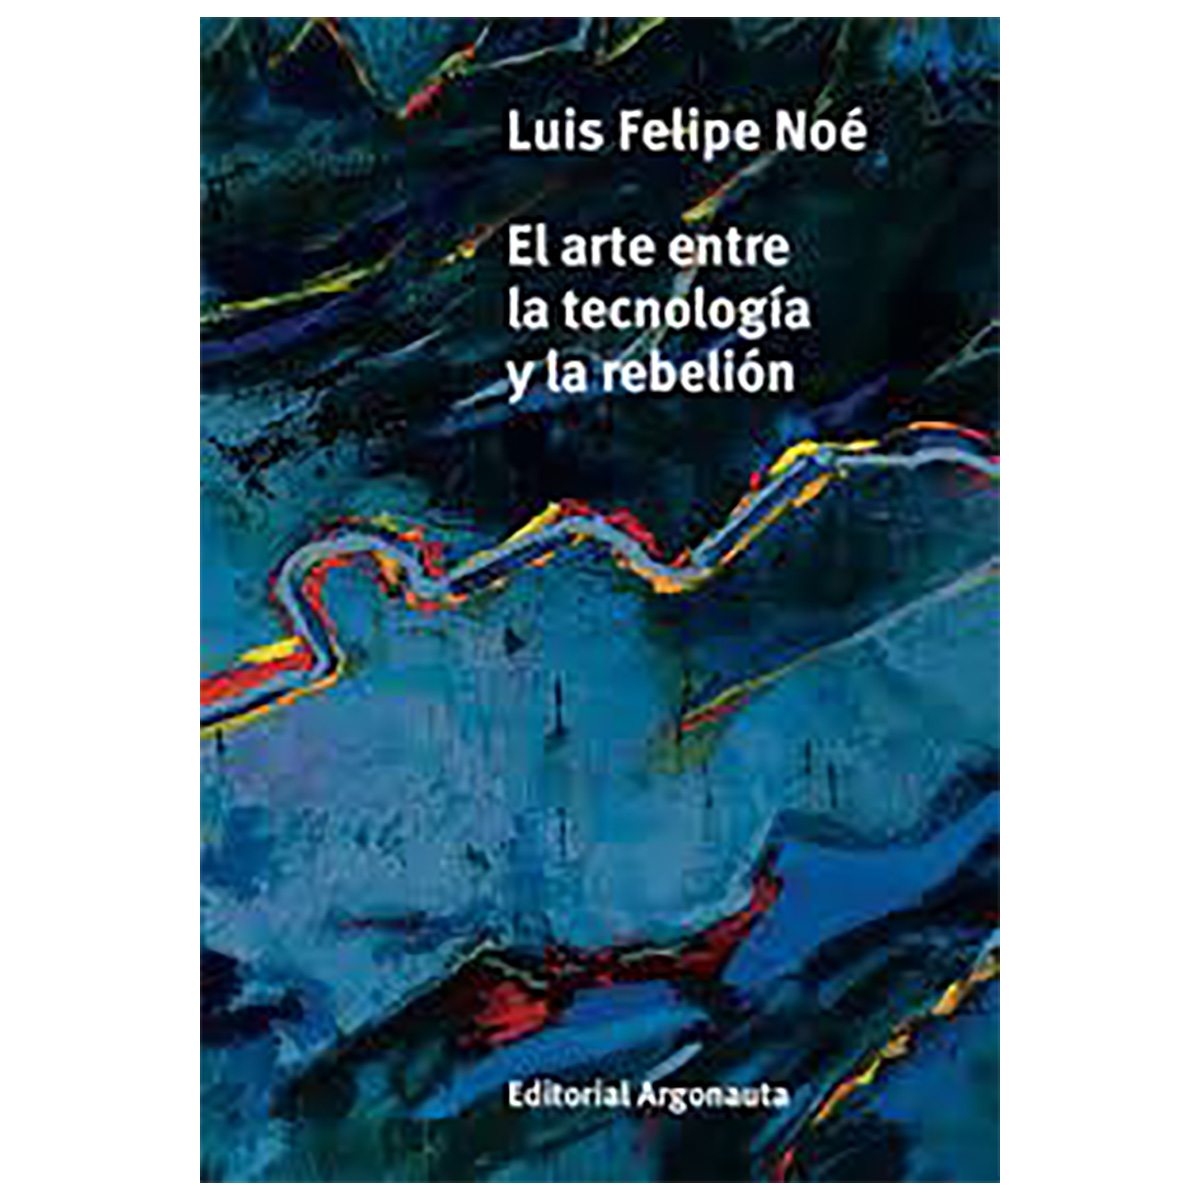 Luis Felipe Noé
El arte entre
la tecnología
y la rebelión
Editorial Argonauta